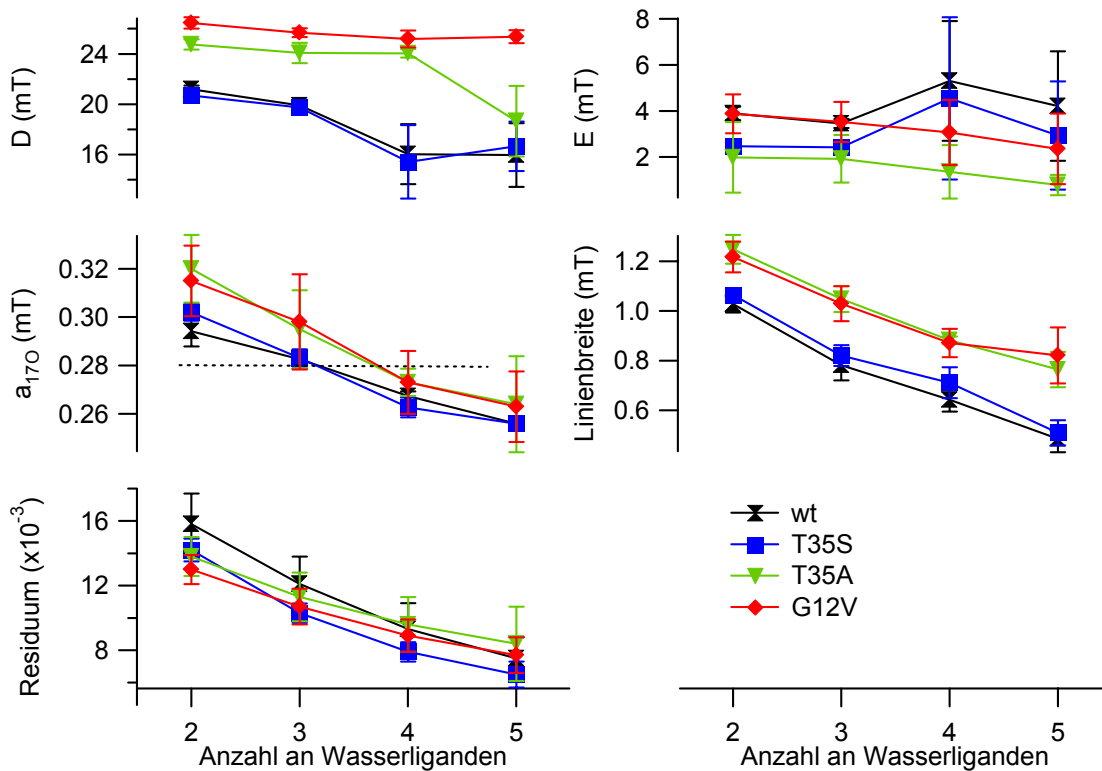 D (mT)
24
20
16
E (mT)
8
6
4
2
a17O (mT)
0.32
0.30
0.28
0.26
Linienbreite (mT)
1.2
1.0
0.8
0.6
Residuum (x10-3)
16
12
8
wt
T35S
T35A
G12V
2 3 4 5
Anzahl an Wasserliganden
2 3 4 5
Anzahl an Wasserliganden